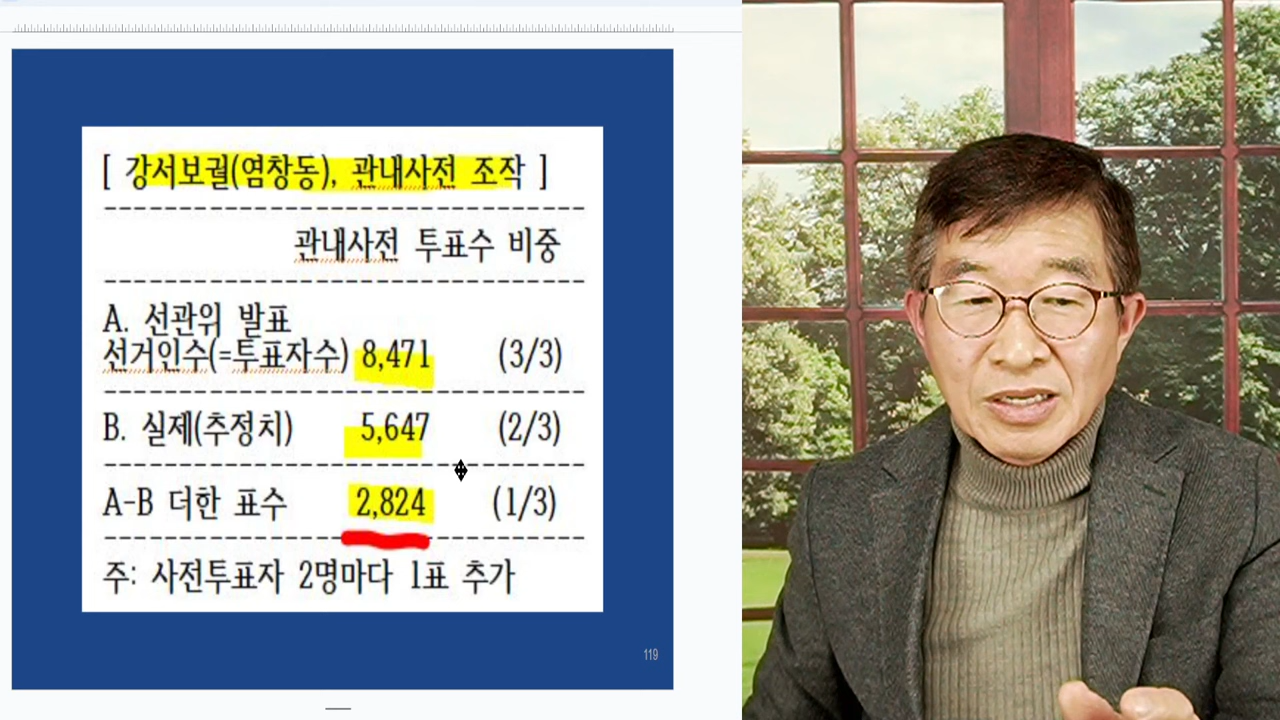 [ 강서보궐(염창동), 관내사전 조작 ]
관내사전 투표수 비중
A. 선관위 발표
선거인수(=투표자수) 8,471 (3/3)
B. 실제(추정치) 5,647 (2/3)
A-B 더한 표수 2,824 (1/3)
주: 사전투표자 2명마다 1표 추가
119